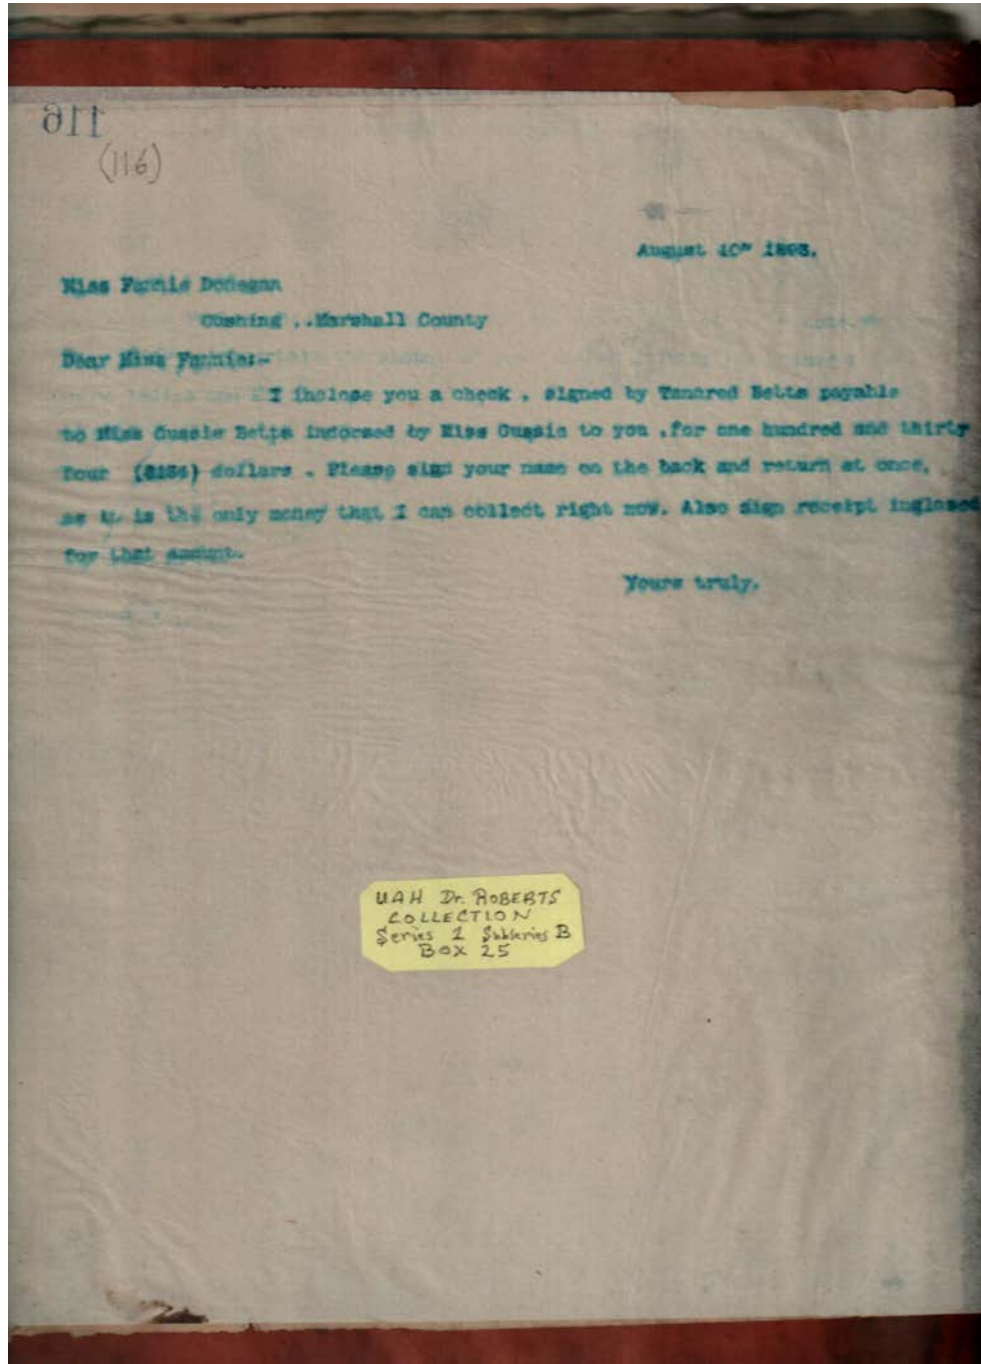 116
(116)
August 10" 1893.
Miss Fannie Donegan
Cushing ,.Marshall County
Dear Miss Fannie:-
I inclose you a check , signed by Tancred Betts payable
to Miss Gussie Betts indorsed by Miss Gussie to you ,for one hundred and thirty
four ($134) dollars . Please sign your name on the back and return at once,
as is the only money that I can collect right now. Also sign receipt inglosed
for that amount.
Yours truly.
UAH Dr. ROBERTS
COLLECTION
Series 1 Subseries B
BOX 25